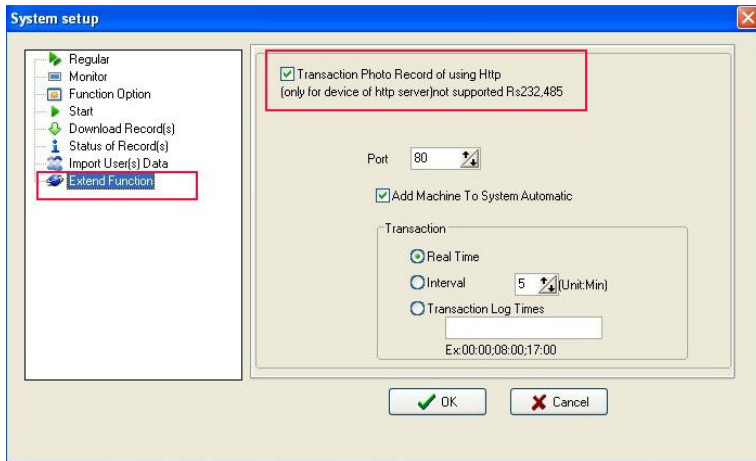 System setup
Regular
Monitor
Function Option
Start
Download Record(s)
Status of Record(s)
Import User(s) Data
Extend Function
Transaction Photo Record of using Http
(only for device of http server)not supported Rs232,485
Port 80
Add Machine To System Automatic
Transaction
Real Time
Interval 5 (Unit:Min)
Transaction Log Times
Ex:00:00;08:00;17:00
OK Cancel